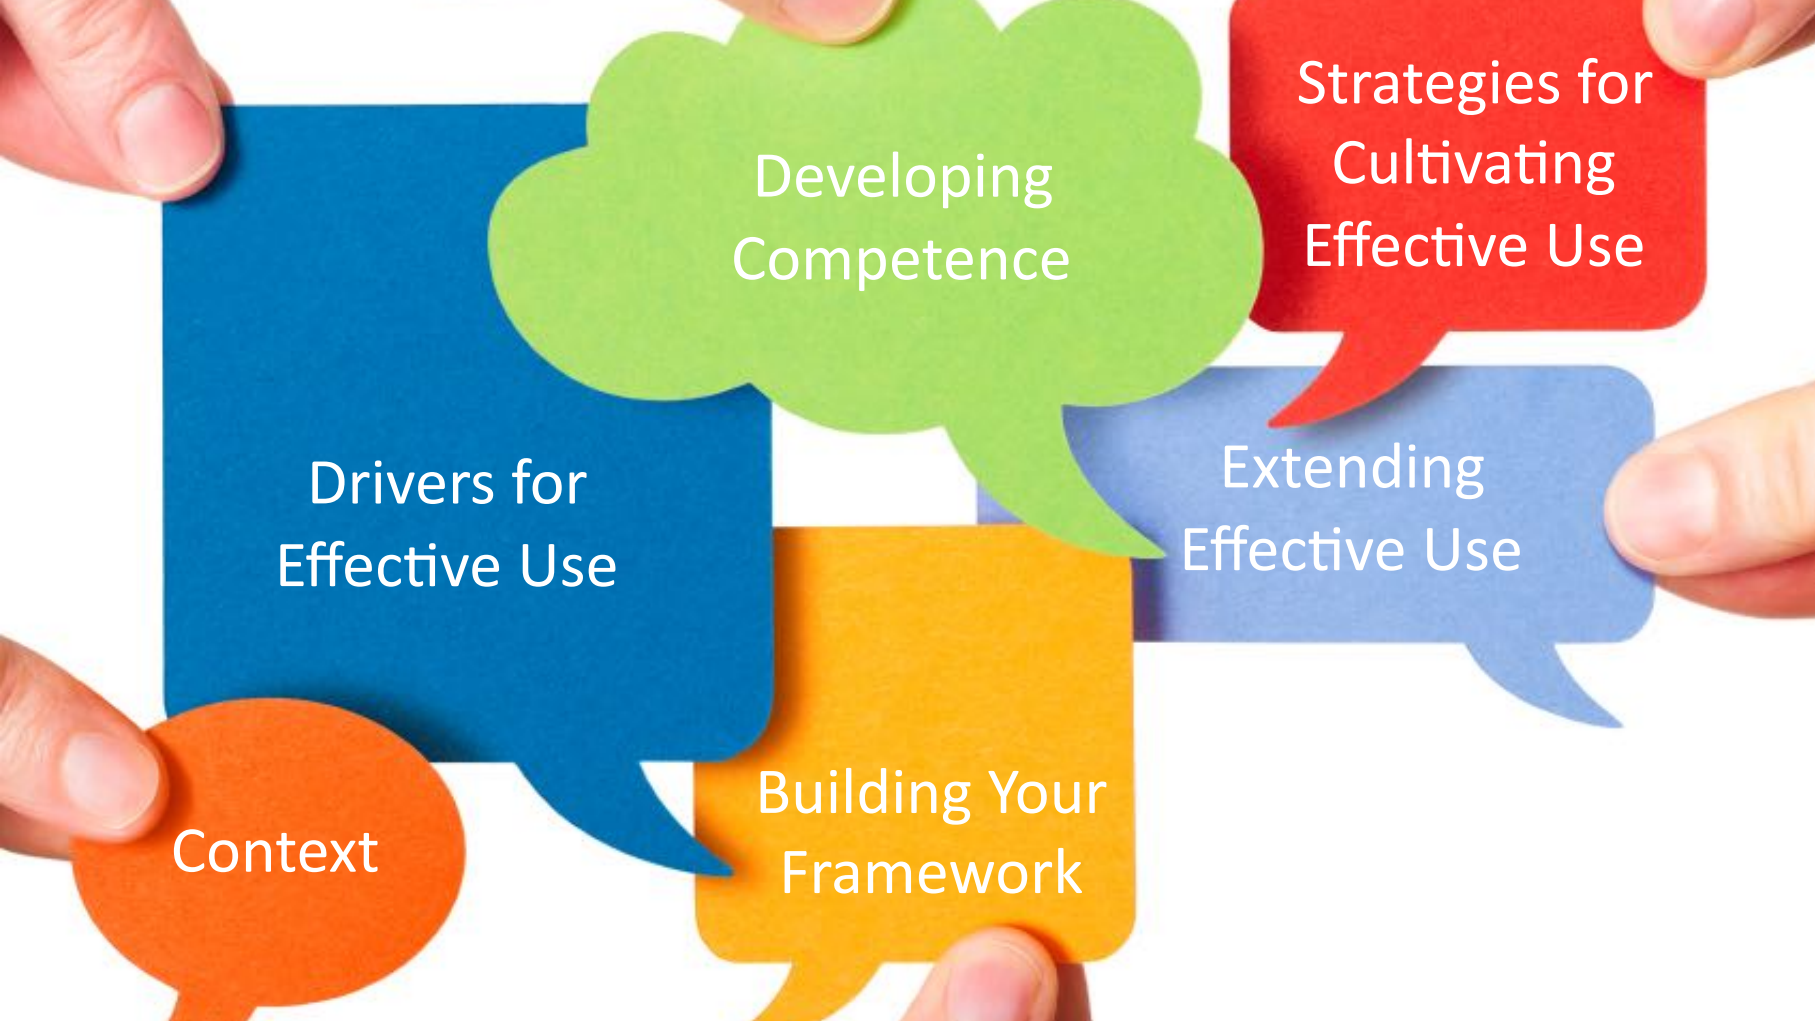 Developing
Competence
Strategies for
Cultivating
Effective Use
Drivers for
Effective Use
Extending
Effective Use
Context
Building Your
Framework